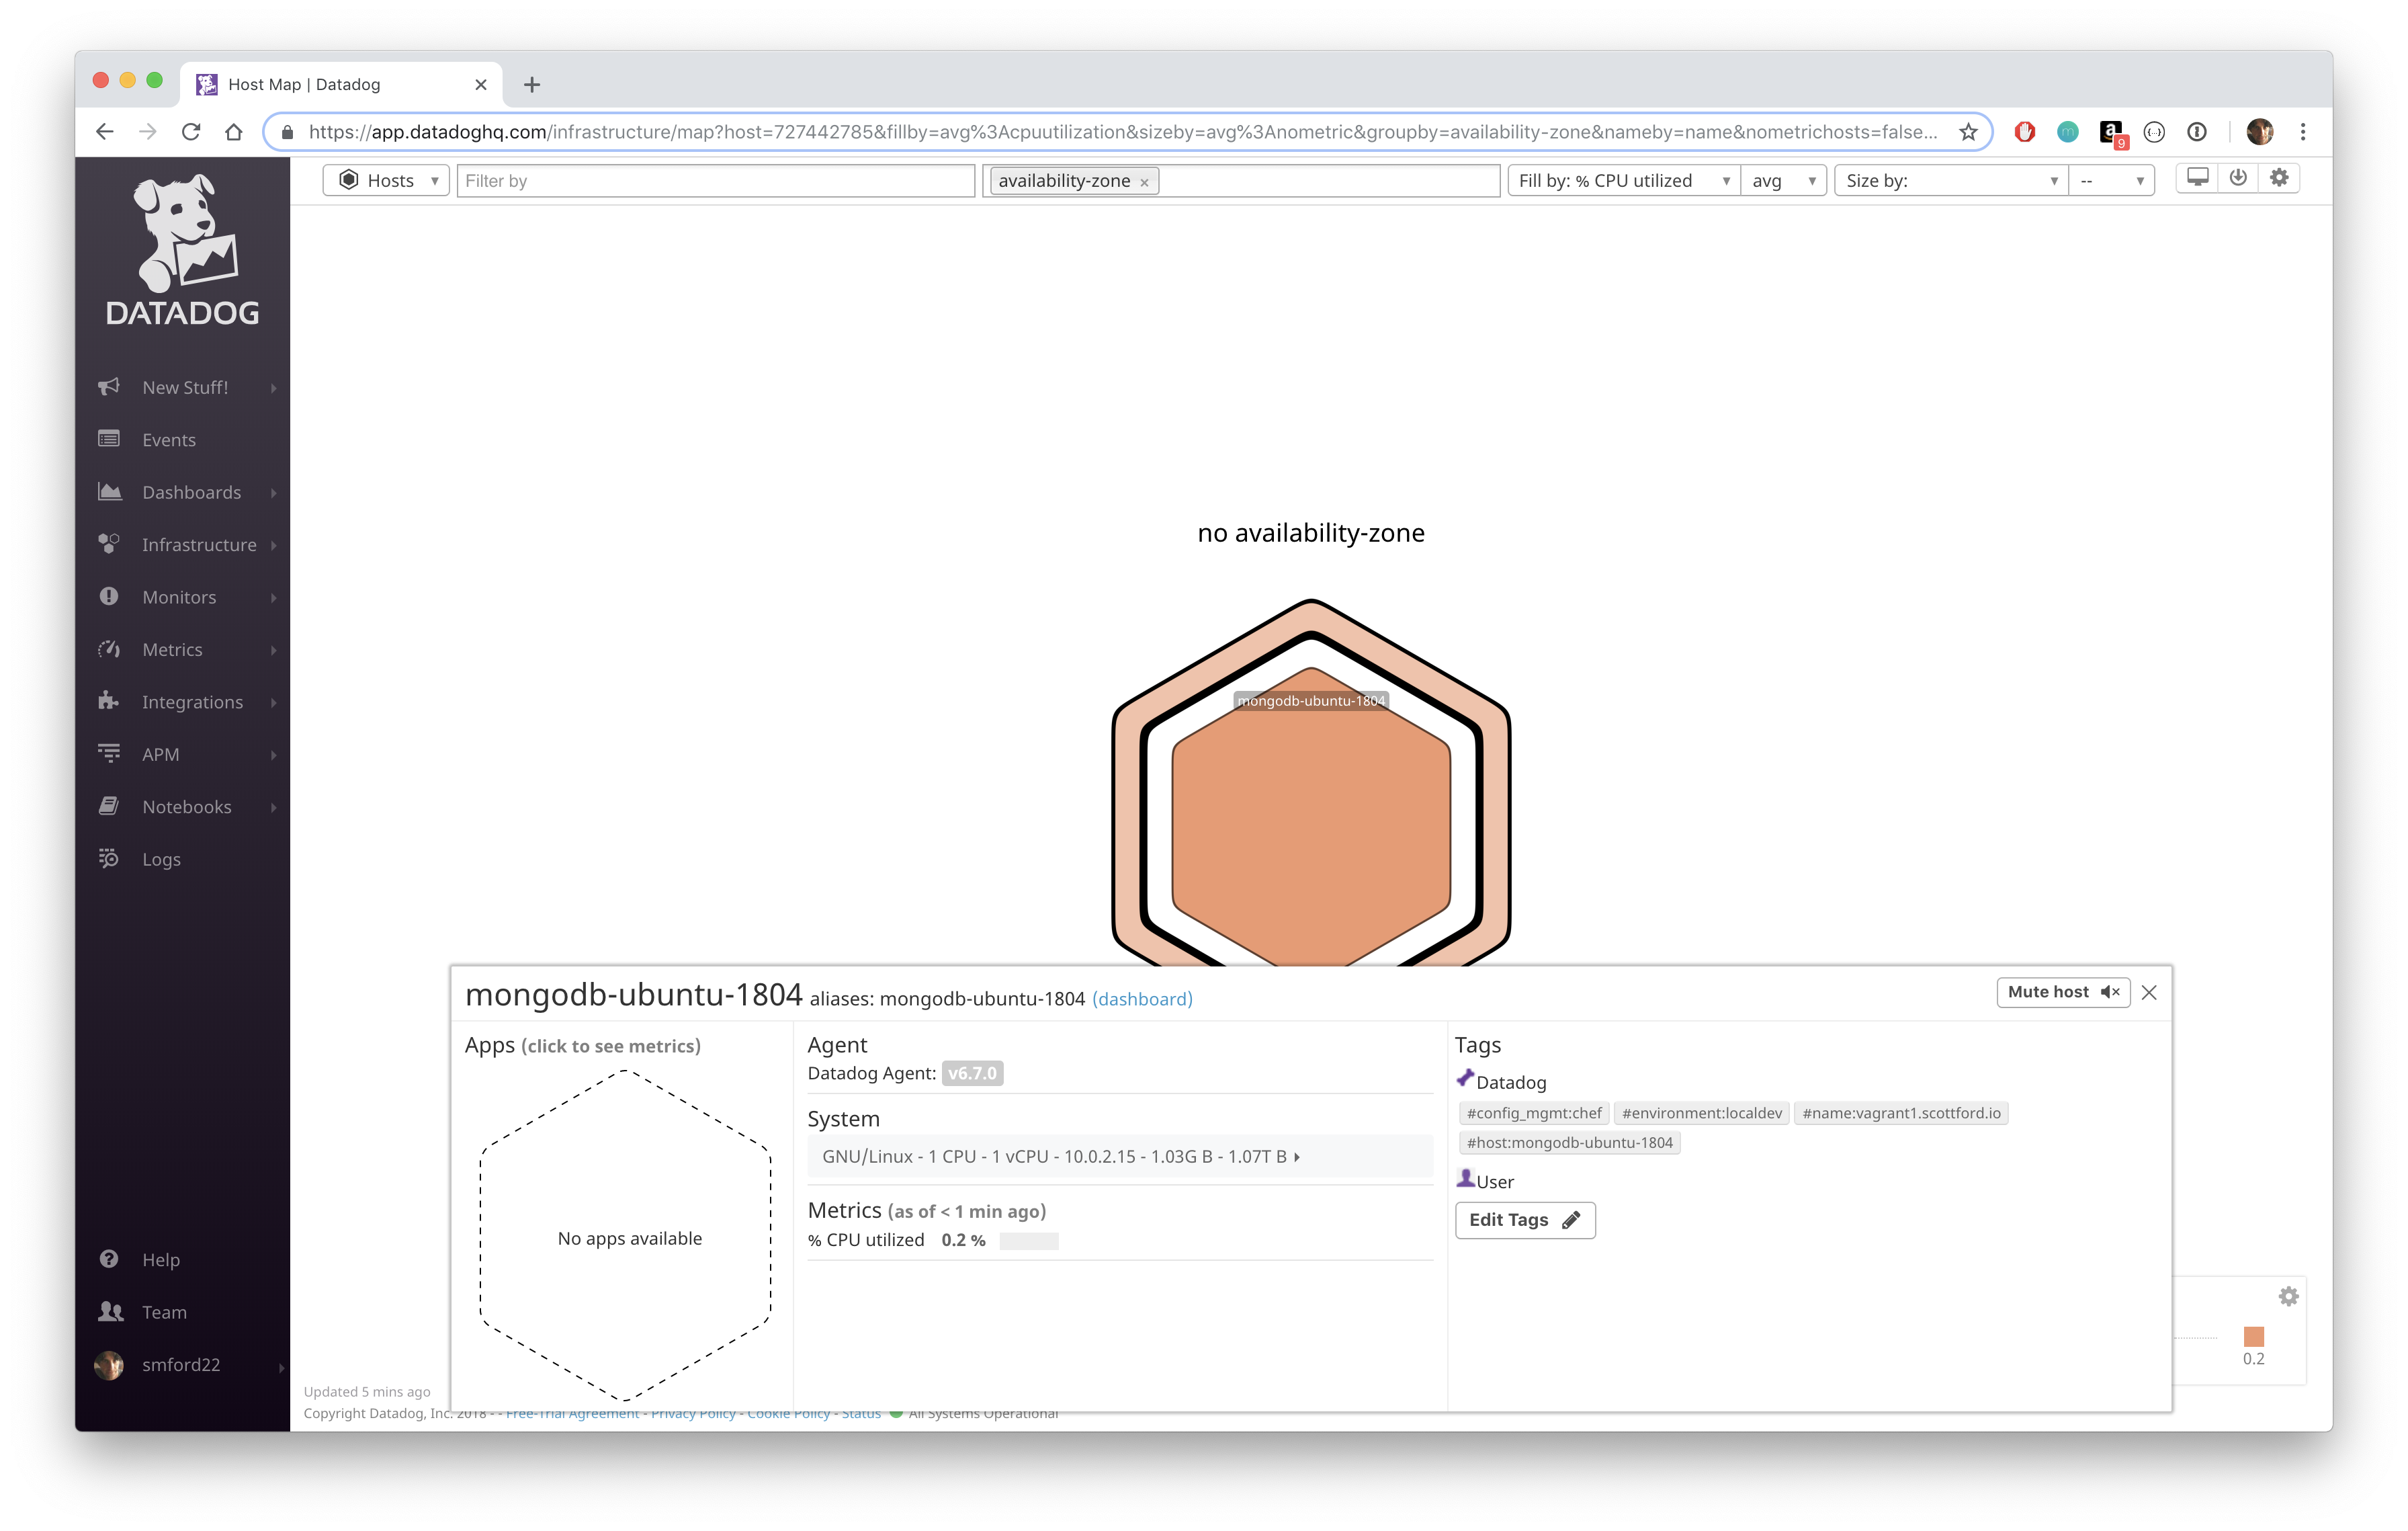 Host Map | Datadog
https://app.datadoghq.com/infrastructure/map?host=727442785&fillby=avg%3Acpuutilization&sizeby=avg%3Anometric&groupby=availability-zone&nameby=name&nometrichosts=false...
9
Hosts
Filter by
availability-zone ×
Fill by: % CPU utilized
avg
Size by:
--
DATADOG
New Stuff!
Events
Dashboards
Infrastructure
Monitors
Metrics
Integrations
APM
Notebooks
Logs
Help
Team
smford22
no availability-zone
mongodb-ubuntu-1804
mongodb-ubuntu-1804 aliases: mongodb-ubuntu-1804 (dashboard)
Mute host
Apps (click to see metrics)
No apps available
Agent
Datadog Agent: v6.7.0
System
GNU/Linux - 1 CPU - 1 vCPU - 10.0.2.15 - 1.03G B - 1.07T B
Metrics (as of < 1 min ago)
% CPU utilized 0.2 %
Tags
Datadog
#config_mgmt:chef #environment:localdev #name:vagrant1.scottford.io
#host:mongodb-ubuntu-1804
User
Edit Tags
0.2
Updated 5 mins ago
Copyright Datadog, Inc. 2018 - - Free-Trial Agreement - Privacy Policy - Cookie Policy - Status All Systems Operational